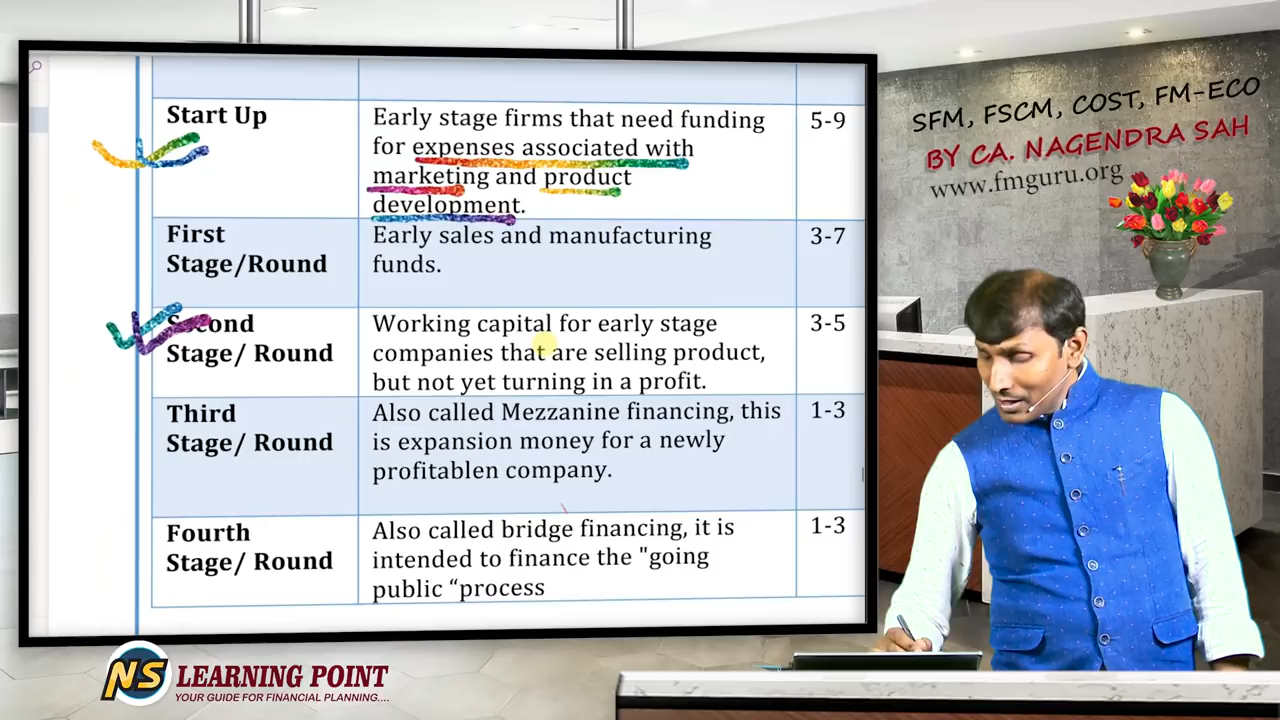 Start Up
Early stage firms that need funding
for expenses associated with
marketing and product
development.
5-9
First
Stage/Round
Early sales and manufacturing
funds.
3-7
Second
Stage/ Round
Working capital for early stage
companies that are selling product,
but not yet turning in a profit.
3-5
Third
Stage/ Round
Also called Mezzanine financing, this
is expansion money for a newly
profitablen company.
1-3
Fourth
Stage/ Round
Also called bridge financing, it is
intended to finance the "going
public “process
1-3
SFM, FSCM, COST, FM-ECO
BY CA. NAGENDRA SAH
www.fmguru.org
NS LEARNING POINT
YOUR GUIDE FOR FINANCIAL PLANNING....